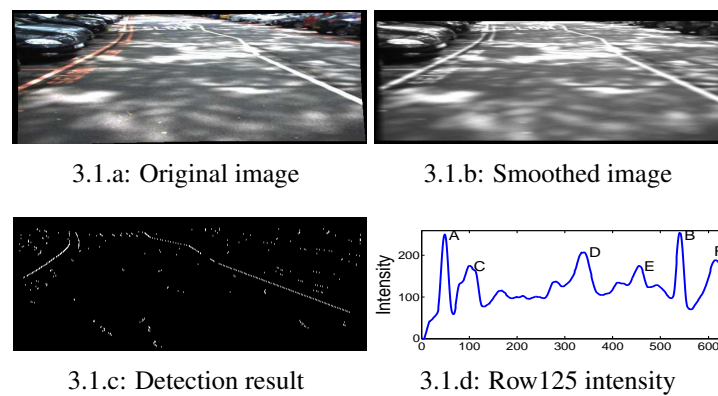 3.1.a: Original image
3.1.b: Smoothed image
3.1.c: Detection result
Intensity
200
100
0
A
C
D
E
B
0 100 200 300 400 500 600
3.1.d: Row125 intensity